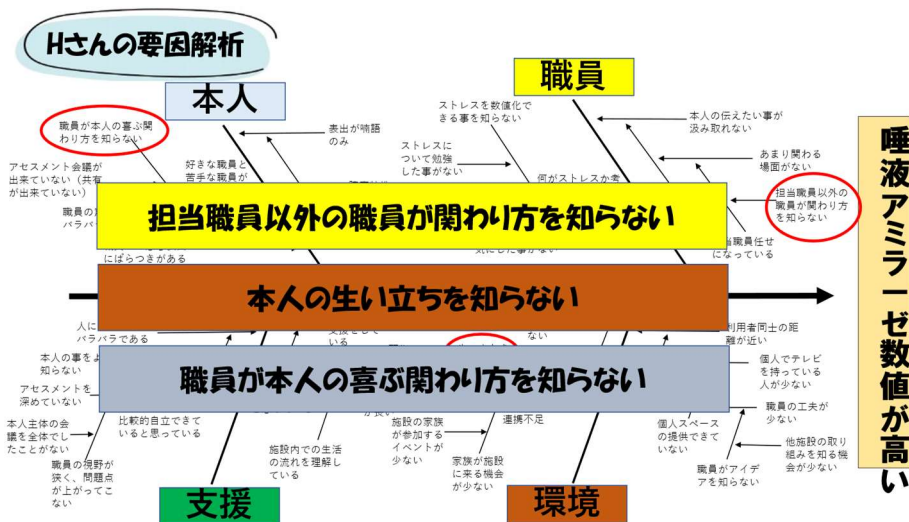 Hさんの要因解析
本人
職員
職員が本人の喜ぶ関
わり方を知らない
表出が喃語
のみ
ストレスを数値化で
きる事を知らない
本人の伝えたい事が
汲み取れない
アセスメント会議が
出来ていない（共有
が出来ていない）
好きな職員と
苦手な職員が
ストレス
について勉強
した事がない
あまり関わる
場面がない
何がストレスか考
担当職員以外の
職員が関わり方
を知らない
職員の
バラバラ
担当職員以外の職員が関わり方を知らない
当職員任せ
になっている
にばらつきがある
気にした事がない
本人の生い立ちを知らない
唾液アミラーゼ数値が高い
人に
バラバラである
支援をして
いる
ない
利用者同士の距
離が近い
本人の事をよ
知らない
個人でテレビ
を持っている
人が少ない
職員が本人の喜ぶ関わり方を知らない
アセスメントを
深めていない
比較的自立できて
いると思っている
連携不足
職員の工夫が
少ない
本人主体の会
議を全体でし
たことがない
施設の家族
が参加する
イベントが
少ない
個人スペース
の提供できて
いない
施設内での生活
の流れを理解し
ている
他施設の取り
組みを知る機
会が少ない
職員の視野が
狭く、問題点
が上がってこ
ない
家族が施設
に来る機会
が少ない
職員がアイデ
アを知らない
支援
環境